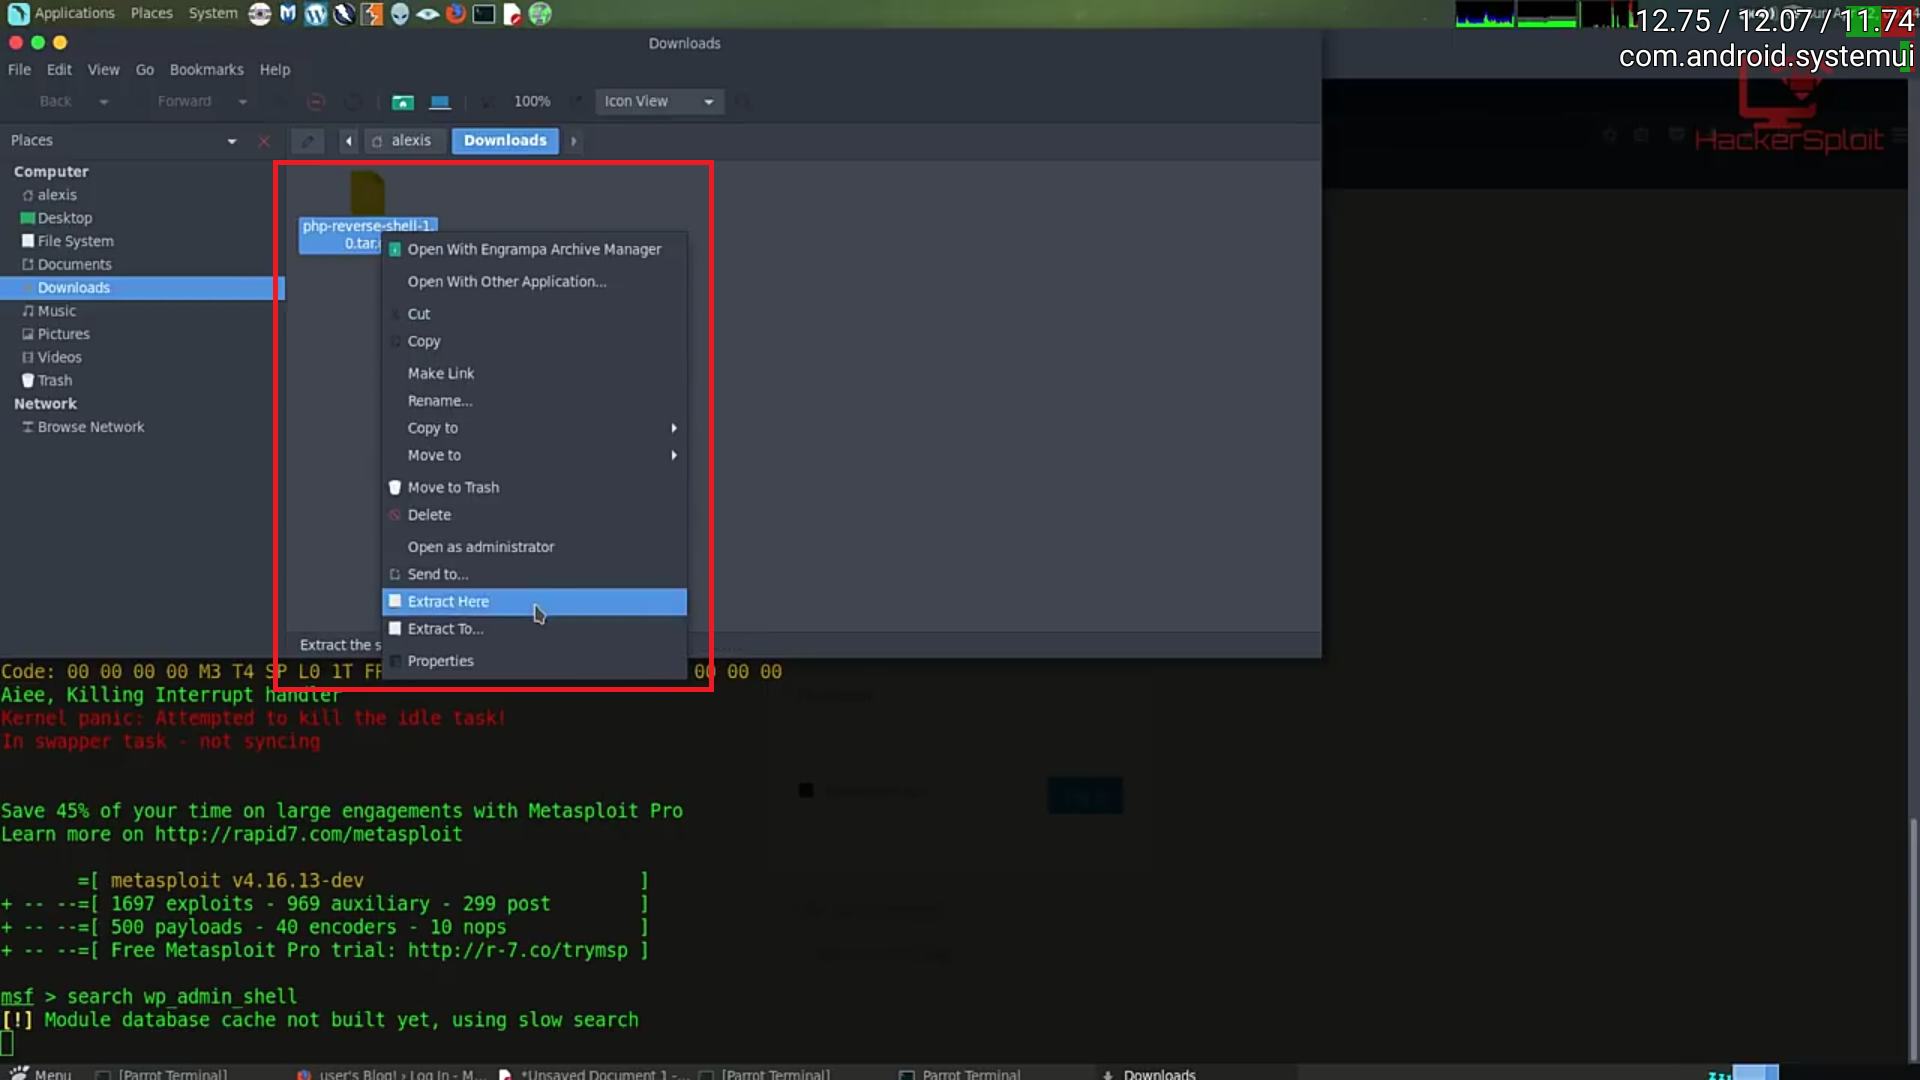 Applications Places System
12.75 / 12.07 / 11.74
com.android.systemui
Downloads
File Edit View Go Bookmarks Help
Back Forward 100% Icon View
Places
alexis Downloads
HackerSploit
Computer
alexis
Desktop
File System
Documents
Downloads
Music
Pictures
Videos
Trash
Network
Browse Network
php-reverse-shell-1.
0.tar.
Open With Engrampa Archive Manager
Open With Other Application...
Cut
Copy
Make Link
Rename...
Copy to
Move to
Move to Trash
Delete
Open as administrator
Send to...
Extract Here
Extract To...
Properties
Extract the s
Code: 00 00 00 00 M3 T4 SP L0 1T FF 00 00 00
Aiee, Killing Interrupt handler
Kernel panic: Attempted to kill the idle task!
In swapper task - not syncing
Save 45% of your time on large engagements with Metasploit Pro
Learn more on http://rapid7.com/metasploit
=[ metasploit v4.16.13-dev ]
+ -- --=[ 1697 exploits - 969 auxiliary - 299 post ]
+ -- --=[ 500 payloads - 40 encoders - 10 nops ]
+ -- --=[ Free Metasploit Pro trial: http://r-7.co/trymsp ]
msf > search wp_admin_shell
[!] Module database cache not built yet, using slow search
Menu [Parrot Terminal] user's Blog! › Log In - M... *Unsaved Document 1 -... [Parrot Terminal] Parrot Terminal Downloads